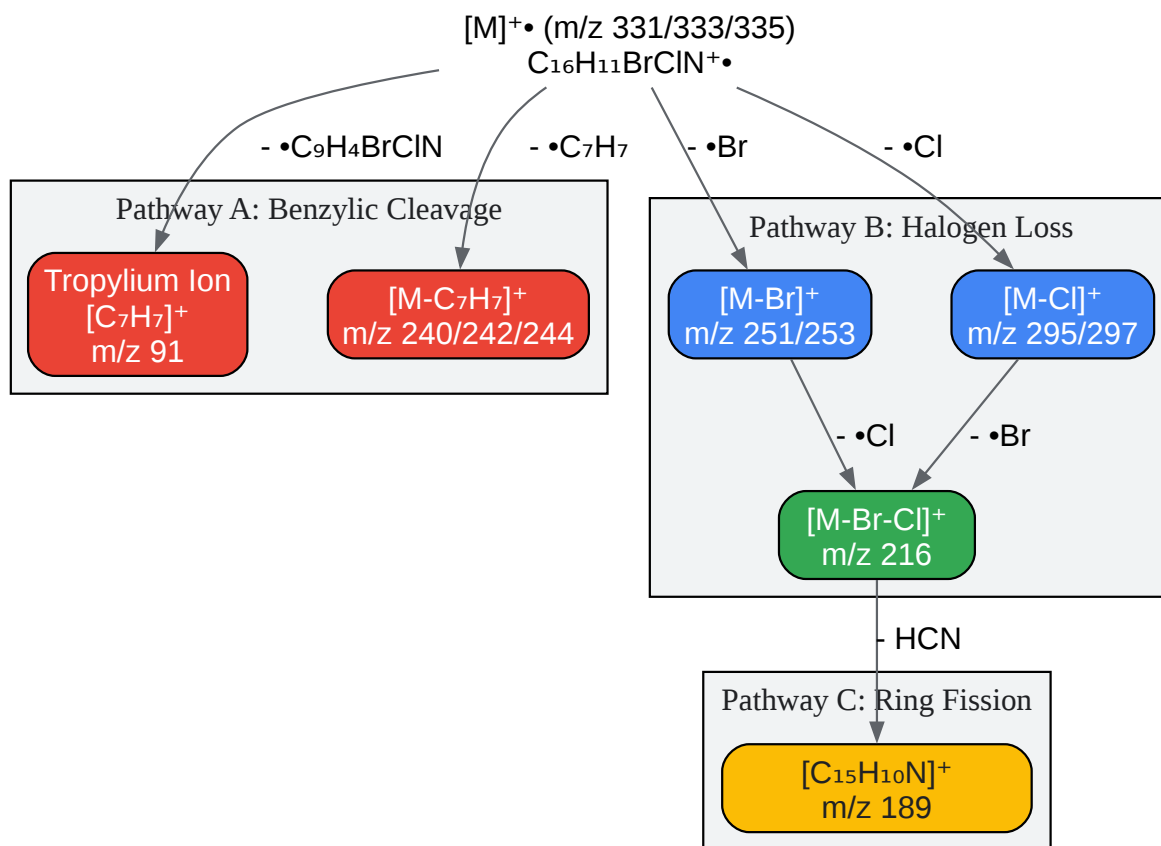 [M]⁺• (m/z 331/333/335)
C₁₆H₁₁BrClN⁺•
- •C₉H₄BrClN
- •C₇H₇
- •Br
- •Cl
Pathway A: Benzylic Cleavage
Tropylium Ion
[C₇H₇]⁺
m/z 91
[M-C₇H₇]⁺
m/z 240/242/244
Pathway B: Halogen Loss
[M-Br]⁺
m/z 251/253
[M-Cl]⁺
m/z 295/297
- •Cl
- •Br
[M-Br-Cl]⁺
m/z 216
- HCN
Pathway C: Ring Fission
[C₁₅H₁₀N]⁺
m/z 189